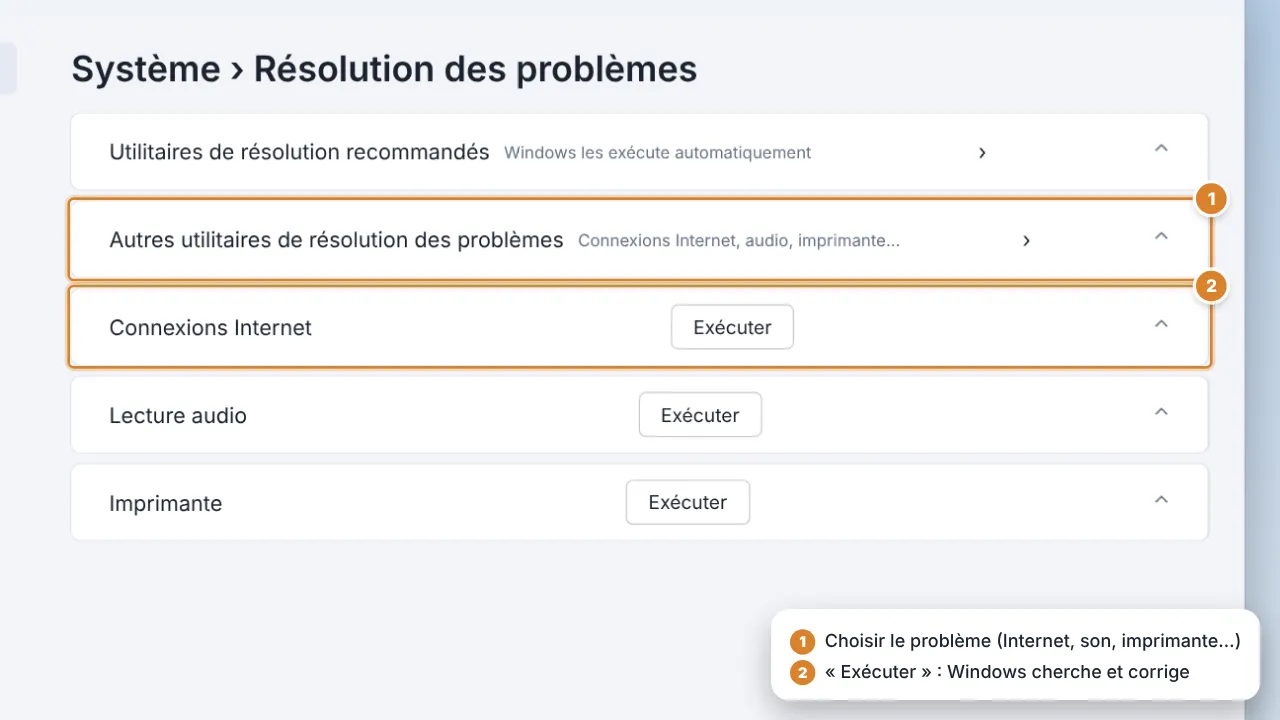 Système › Résolution des problèmes
Utilitaires de résolution recommandés Windows les exécute automatiquement ›
Autres utilitaires de résolution des problèmes Connexions Internet, audio, imprimante… ›
1
2
Connexions Internet Exécuter
Lecture audio Exécuter
Imprimante Exécuter
1 Choisir le problème (Internet, son, imprimante…)
2 « Exécuter » : Windows cherche et corrige